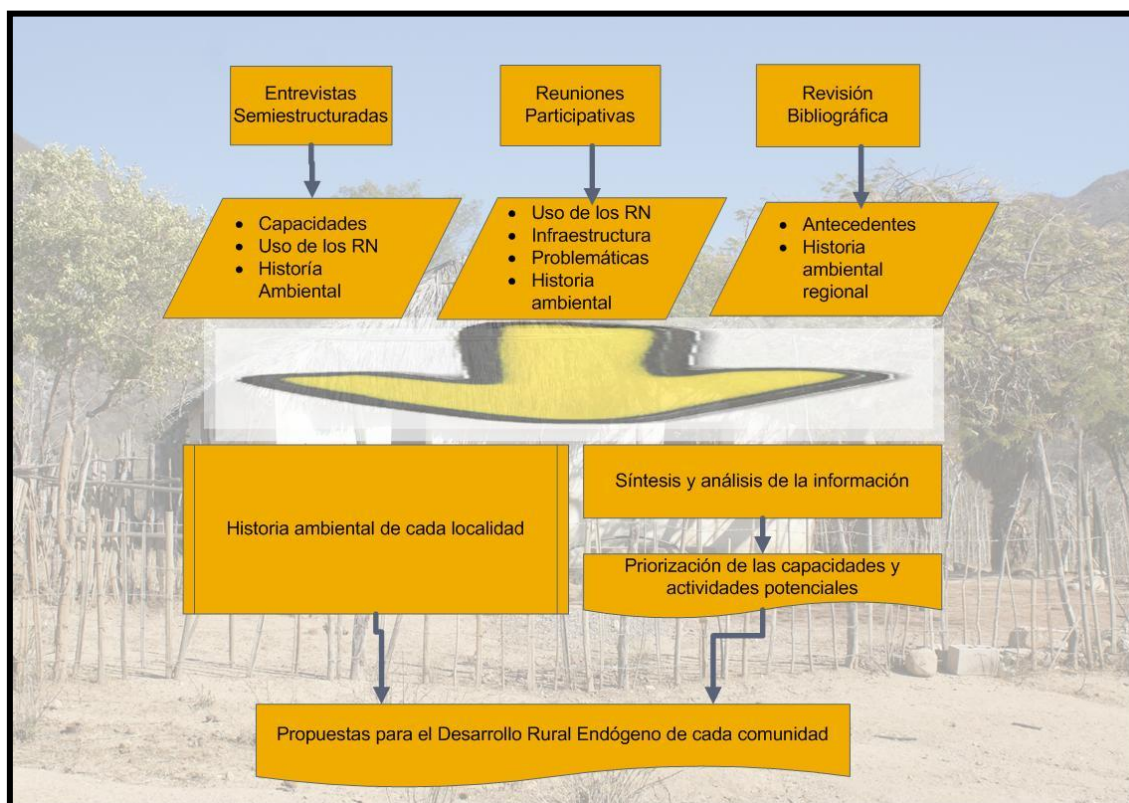 Entrevistas
Semiestructuradas
Reuniones
Participativas
Revisión
Bibliográfica
• Capacidades
• Uso de los RN
• Historía
Ambiental
• Uso de los RN
• Infraestructura
• Problemáticas
• Historia
ambiental
• Antecedentes
• Historia
ambiental
regional
Historia ambiental de cada localidad
Síntesis y análisis de la información
Priorización de las capacidades y
actividades potenciales
Propuestas para el Desarrollo Rural Endógeno de cada comunidad